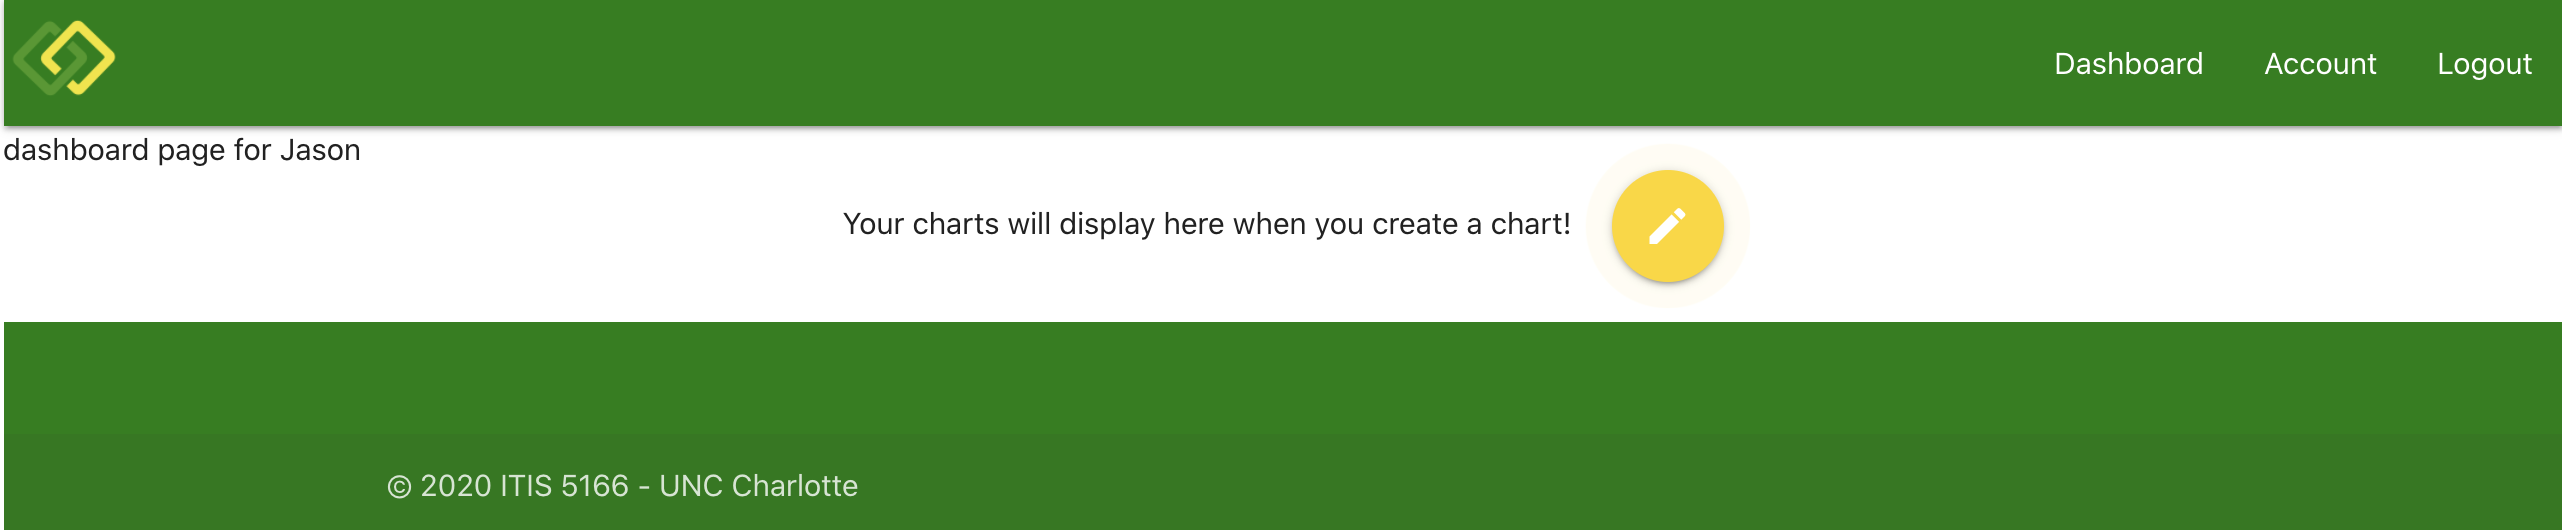 Dashboard Account Logout
dashboard page for Jason
Your charts will display here when you create a chart!
© 2020 ITIS 5166 - UNC Charlotte